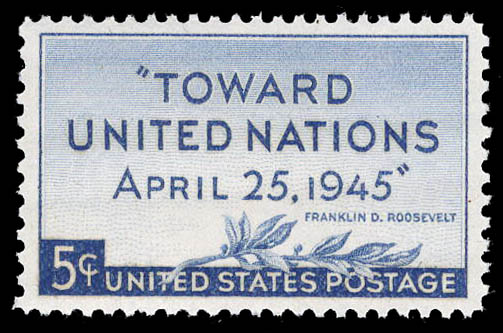 "TOWARD
UNITED NATIONS
APRIL 25, 1945"
FRANKLIN D. ROOSEVELT
5¢
UNITED STATES POSTAGE